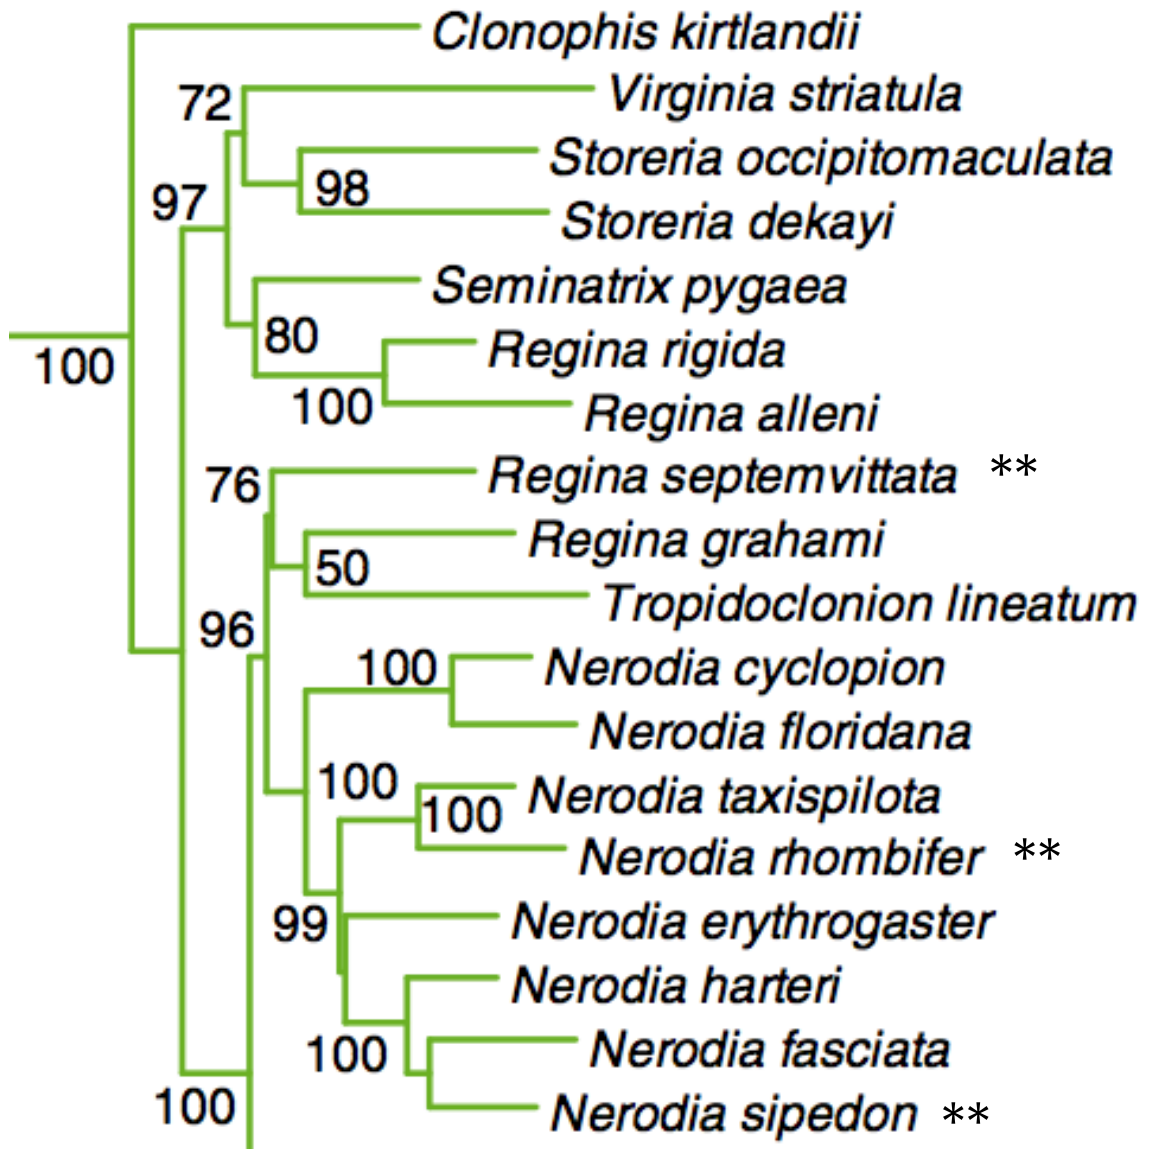 Clonophis kirtlandii
72 Virginia striatula
Storeria occipitomaculata
98
97
Storeria dekayi
Seminatrix pygaea
80
Regina rigida
100
100 Regina alleni
76 Regina septemvittata **
Regina grahami
50
Tropidoclonion lineatum
96
100 Nerodia cyclopion
Nerodia floridana
100 Nerodia taxispilota
100
Nerodia rhombifer **
99 Nerodia erythrogaster
Nerodia harteri
100 Nerodia fasciata
100 Nerodia sipedon **